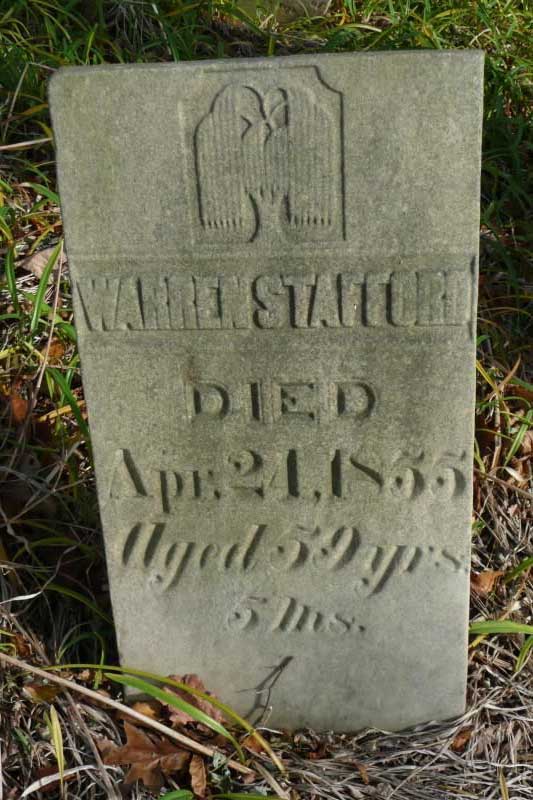 WARREN STAFFORD
DIED
Apr. 24, 1855
Aged 59 yrs.
5 ms.